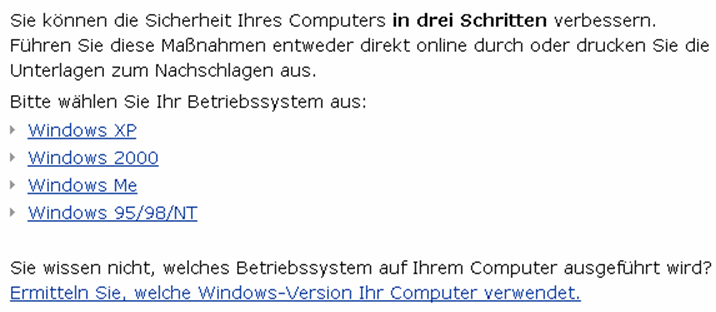 Sie können die Sicherheit Ihres Computers in drei Schritten verbessern.
Führen Sie diese Maßnahmen entweder direkt online durch oder drucken Sie die
Unterlagen zum Nachschlagen aus.
Bitte wählen Sie Ihr Betriebssystem aus:
Windows XP
Windows 2000
Windows Me
Windows 95/98/NT
Sie wissen nicht, welches Betriebssystem auf Ihrem Computer ausgeführt wird?
Ermitteln Sie, welche Windows-Version Ihr Computer verwendet.